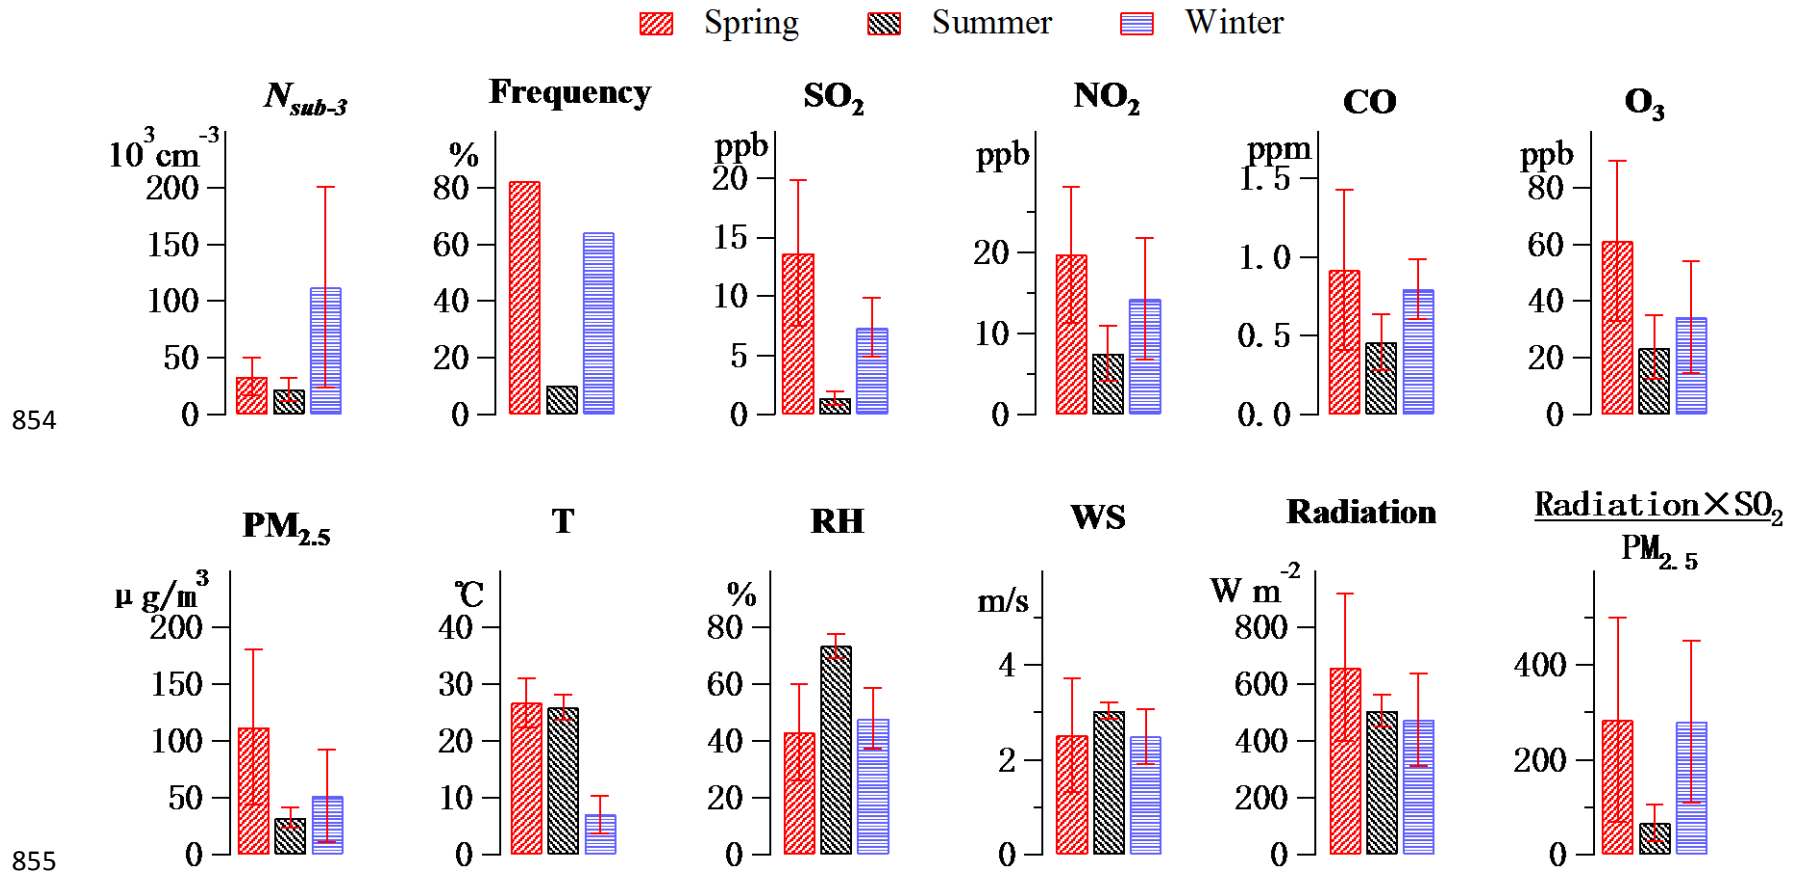 Spring Summer Winter
N_sub-3 Frequency SO₂ NO₂ CO O₃
10³cm⁻³ % ppb ppb ppm ppb
200 80 20 20 1.5 80
150 60 15 10 1.0 60
100 40 10 0 0.5 40
50 20 5 0.0 20
0 0 0 0
854
PM₂.₅ T RH WS Radiation Radiation×SO₂
PM₂.₅
μg/m³ ℃ % m/s W m⁻²
200 40 80 4 800 400
150 30 60 2 600 200
100 20 40 0 400 0
50 10 20 200
0 0 0 0
855